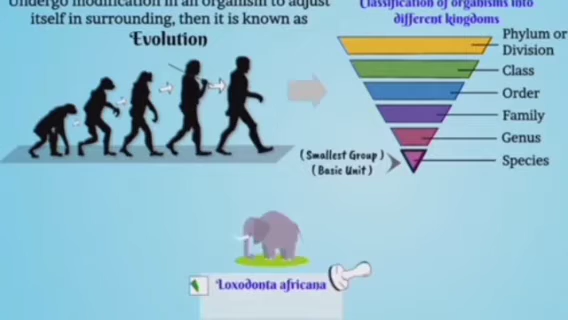 Undergo modification in an organism to adjust
itself in surrounding, then it is known as
Evolution
Classification of organisms into
different kingdoms
Phylum or
Division
Class
Order
Family
Genus
Species
(Smallest Group)
(Basic Unit)
Loxodonta africana